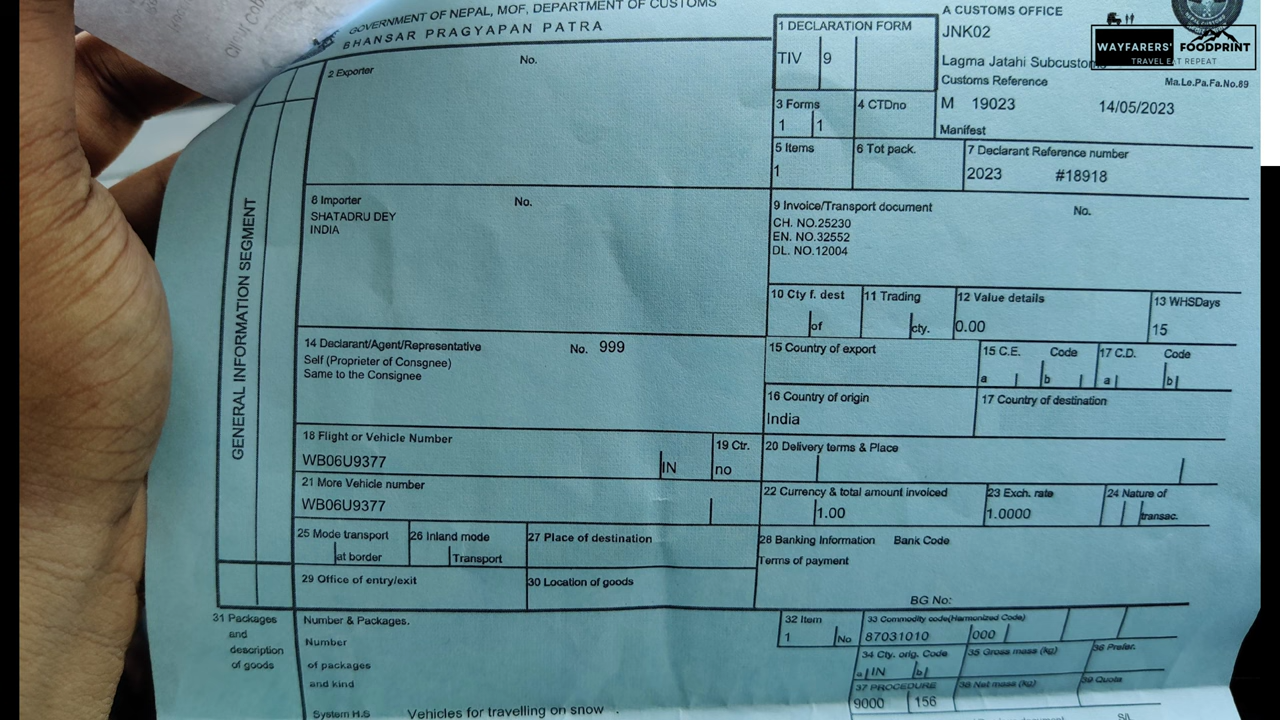 GOVERNMENT OF NEPAL, MOF, DEPARTMENT OF CUSTOMS
BHANSAR PRAGYAPAN PATRA
1 DECLARATION FORM
TIV 9
A CUSTOMS OFFICE
JNK02
Lagma Jatahi Subcustoms
WAYFARERS' FOODPRINT
TRAVEL EAT REPEAT
Customs Reference
Ma.Le.Pa.Fa.No.89
M 19023 14/05/2023
Manifest
2 Exporter No.
3 Forms 4 CTDno
1 1
5 Items 6 Tot pack. 7 Declarant Reference number
1 2023 #18918
8 Importer No.
SHATADRU DEY
INDIA
9 Invoice/Transport document No.
CH. NO.25230
EN. NO.32552
DL. NO.12004
10 Cty f. dest 11 Trading 12 Value details 13 WHSDays
of cty. 0.00 15
GENERAL INFORMATION SEGMENT
14 Declarant/Agent/Representative No. 999
Self (Proprieter of Consgnee)
Same to the Consignee
15 Country of export 15 C.E. Code 17 C.D. Code
a b a b
16 Country of origin 17 Country of destination
India
18 Flight or Vehicle Number 19 Ctr. 20 Delivery terms & Place
WB06U9377 IN no
21 More Vehicle number 22 Currency & total amount invoiced 23 Exch. rate 24 Nature of
WB06U9377 1.00 1.0000 transac.
25 Mode transport 26 Inland mode 27 Place of destination 28 Banking Information Bank Code
at border Transport Terms of payment
29 Office of entry/exit 30 Location of goods
BG No:
31 Packages
and
description
of goods
Number & Packages.
Number
of packages
and kind
System H.S Vehicles for travelling on snow .
32 Item 33 Commodity code(Harmonized Code)
1 No 87031010 000
34 Cty. orig. Code 35 Gross mass (kg) 36 Prefer.
a IN b
37 PROCEDURE 38 Net mass (kg) 39 Quota
9000 156